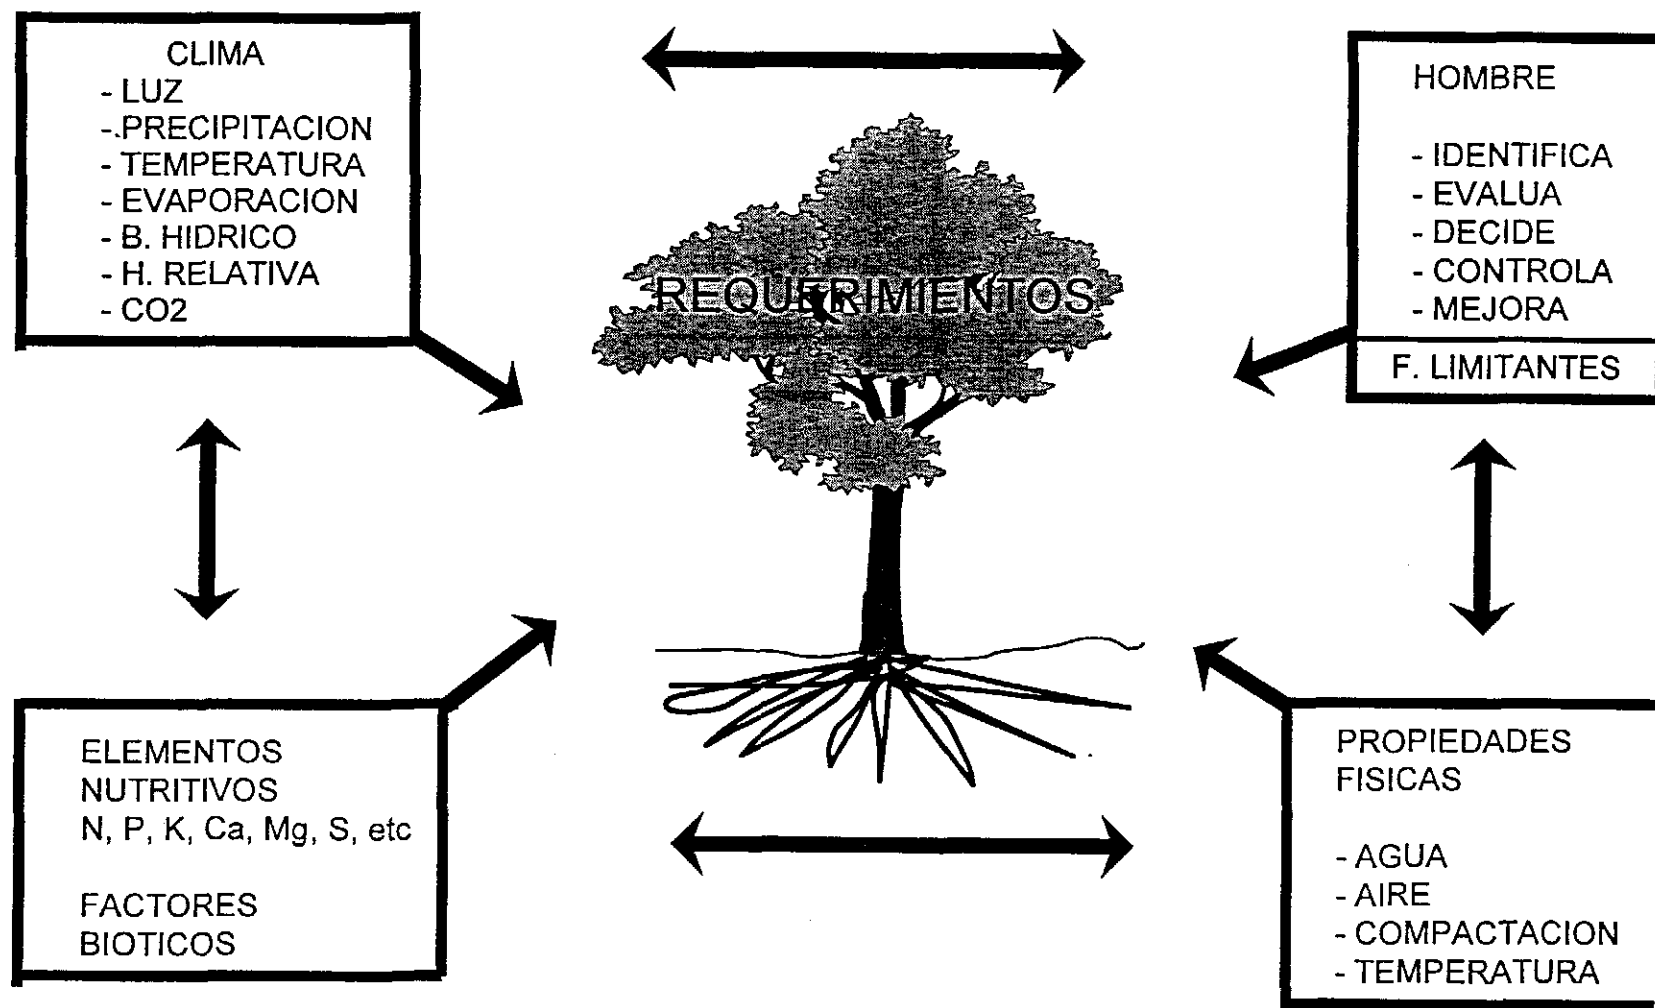 CLIMA
- LUZ
- PRECIPITACION
- TEMPERATURA
- EVAPORACION
- B. HIDRICO
- H. RELATIVA
- CO2
HOMBRE
- IDENTIFICA
- EVALUA
- DECIDE
- CONTROLA
- MEJORA
F. LIMITANTES
REQUERIMIENTOS
ELEMENTOS
NUTRITIVOS
N, P, K, Ca, Mg, S, etc
FACTORES
BIOTICOS
PROPIEDADES
FISICAS
- AGUA
- AIRE
- COMPACTACION
- TEMPERATURA